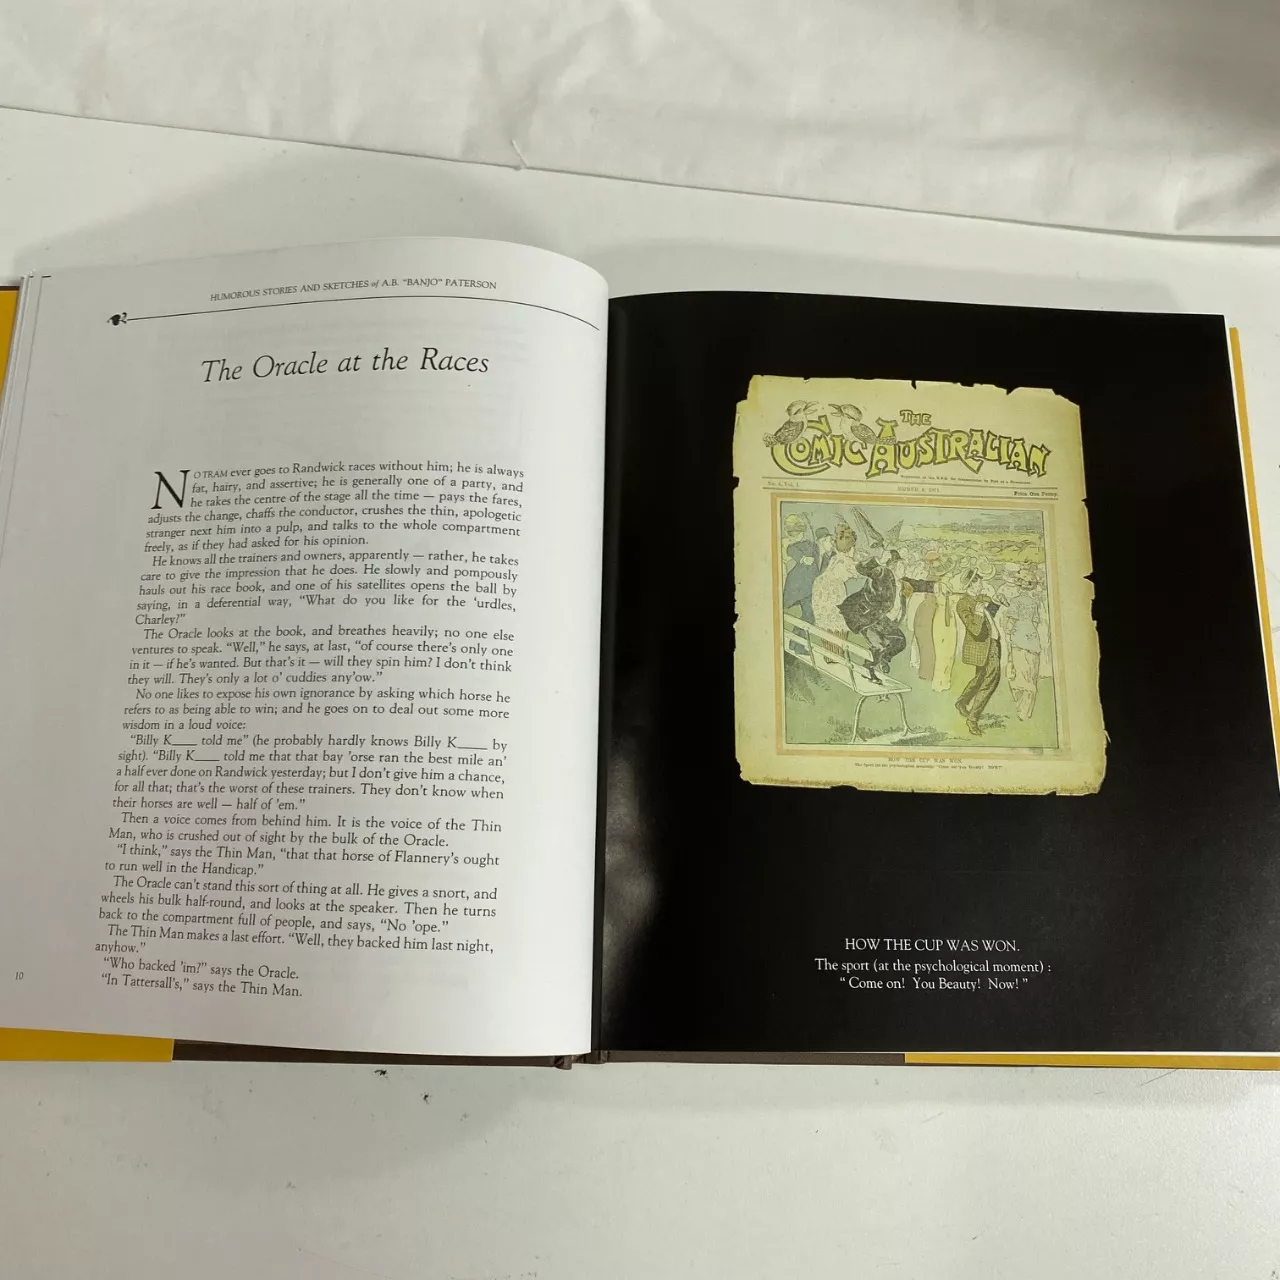 HUMOROUS STORIES AND SKETCHES of A.B. "BANJO" PATERSON
The Oracle at the Races
NO TRAM ever goes to Randwick races without him; he is always
fat, hairy, and assertive; he is generally one of a party, and
he takes the centre of the stage all the time — pays the fares,
adjusts the change, chaffs the conductor, crushes the thin, apologetic
stranger next him into a pulp, and talks to the whole compartment
freely, as if they had asked for his opinion.
He knows all the trainers and owners, apparently — rather, he takes
care to give the impression that he does. He slowly and pompously
hauls out his race book, and one of his satellites opens the ball by
saying, in a deferential way, "What do you like for the 'urdles,
Charley?"
The Oracle looks at the book, and breathes heavily; no one else
ventures to speak. "Well," he says, at last, "of course there's only one
in it — if he's wanted. But that's it — will they spin him? I don't think
they will. They's only a lot o' cuddies any'ow."
No one likes to expose his own ignorance by asking which horse he
refers to as being able to win; and he goes on to deal out some more
wisdom in a loud voice:
"Billy K____ told me" (he probably hardly knows Billy K____ by
sight). "Billy K____ told me that that bay 'orse ran the best mile an'
a half ever done on Randwick yesterday; but I don't give him a chance,
for all that; that's the worst of these trainers. They don't know when
their horses are well — half of 'em."
Then a voice comes from behind him. It is the voice of the Thin
Man, who is crushed out of sight by the bulk of the Oracle.
"I think," says the Thin Man, "that that horse of Flannery's ought
to run well in the Handicap."
The Oracle can't stand this sort of thing at all. He gives a snort, and
wheels his bulk half-round, and looks at the speaker. Then he turns
back to the compartment full of people, and says, "No 'ope."
The Thin Man makes a last effort. "Well, they backed him last night,
anyhow."
"Who backed 'im?" says the Oracle.
"In Tattersall's," says the Thin Man.
10
THE
COMIC AUSTRALIAN
Price One Penny.
HOW THE CUP WAS WON.
HOW THE CUP WAS WON.
The sport (at the psychological moment) :
" Come on! You Beauty! Now! "